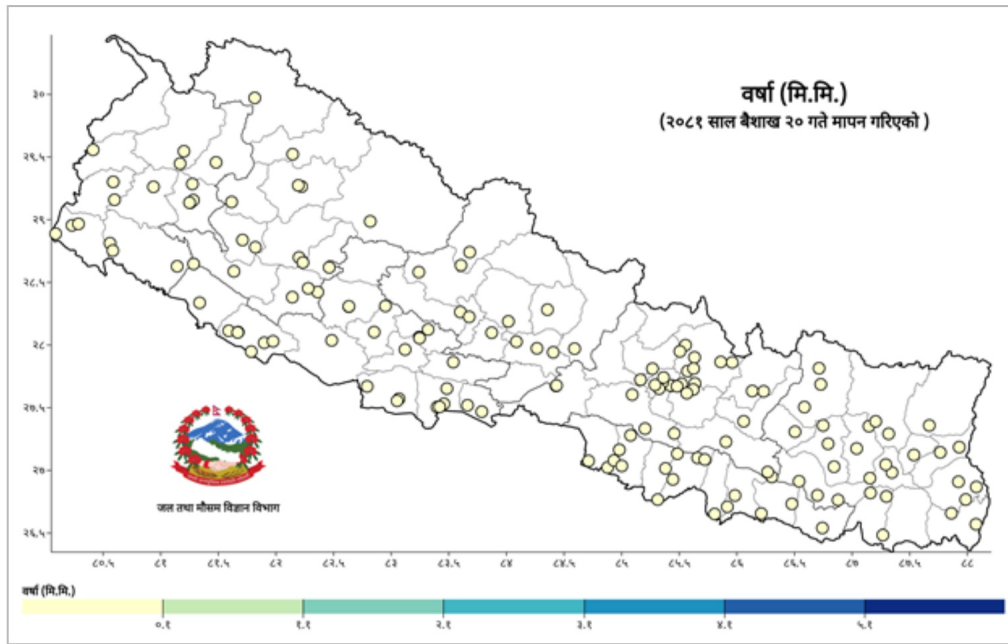 वर्षा (मि.मि.)
(२०८१ साल बैशाख २० गते मापन गरिएको )
३०
२९.५
२९
२८.५
२८
२७.५
२७
२६.५
जल तथा मौसम विज्ञान विभाग
८०.५ ८१ ८१.५ ८२ ८२.५ ८३ ८३.५ ८४ ८४.५ ८५ ८५.५ ८६ ८६.५ ८७ ८७.५ ८८
वर्षा (मि.मि.)
०.१ १.१ २.१ ३.१ ४.१ ५.१